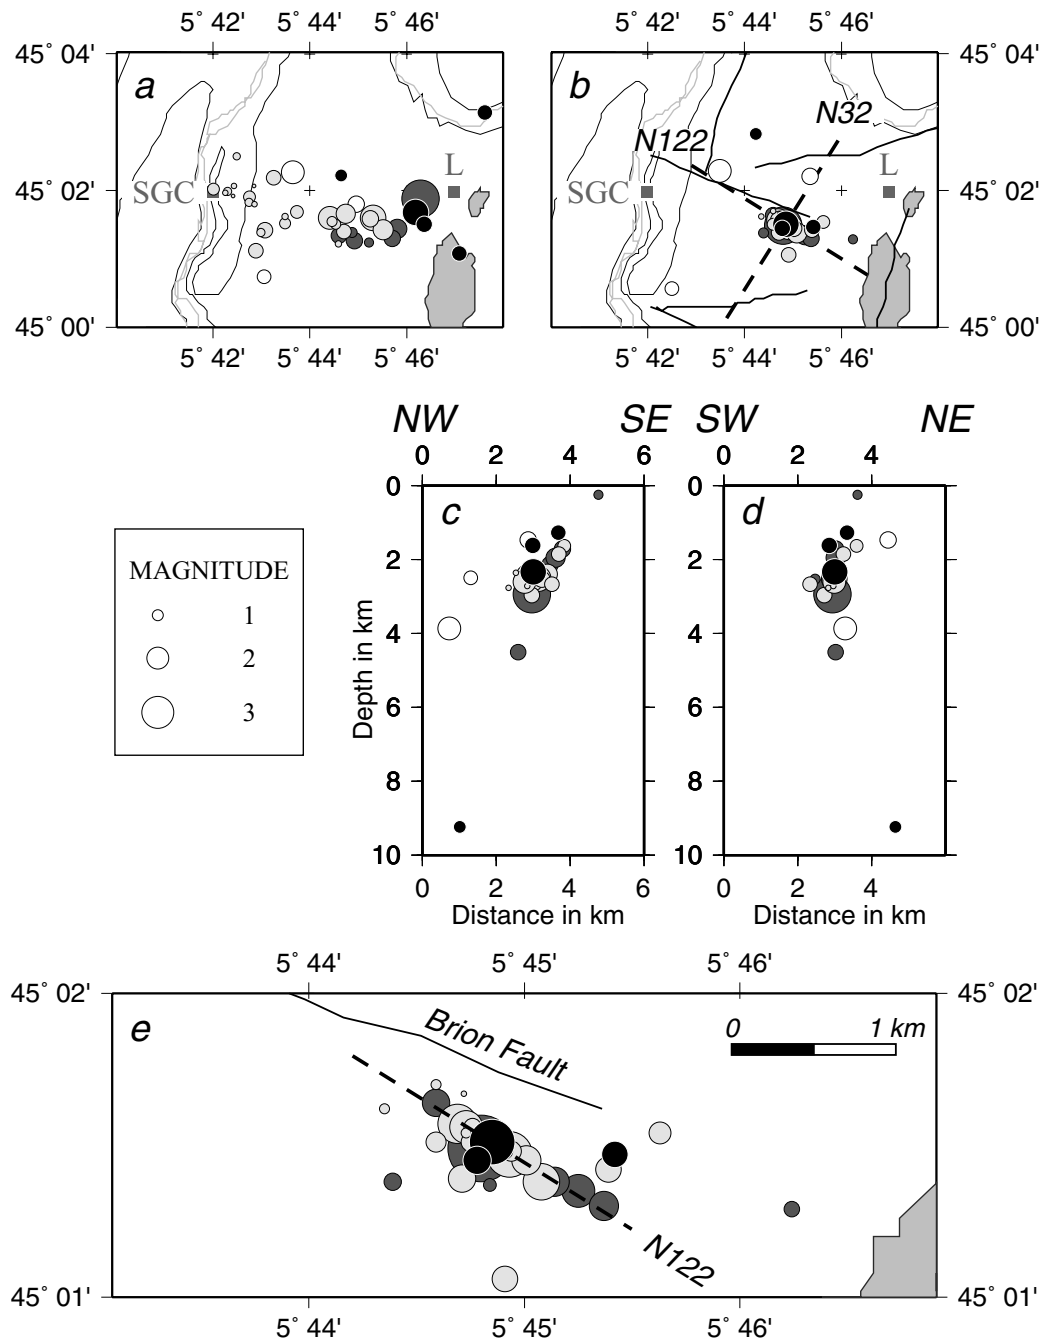 5° 42' 5° 44' 5° 46' 5° 42' 5° 44' 5° 46'
45° 04' 45° 04'
a b
N32
N122
L L
45° 02' SGC SGC 45° 02'
45° 00' 45° 00'
5° 42' 5° 44' 5° 46' 5° 42' 5° 44' 5° 46'
NW SE SW NE
0 2 4 6 0 2 4
0 0
c d
2 2
4 4
6 6
8 8
10 10
Depth in km
0 2 4 6 0 2 4
Distance in km Distance in km
MAGNITUDE
1
2
3
5° 44' 5° 45' 5° 46'
45° 02' 45° 02'
e Brion Fault 0 1 km
N122
45° 01' 45° 01'
5° 44' 5° 45' 5° 46'